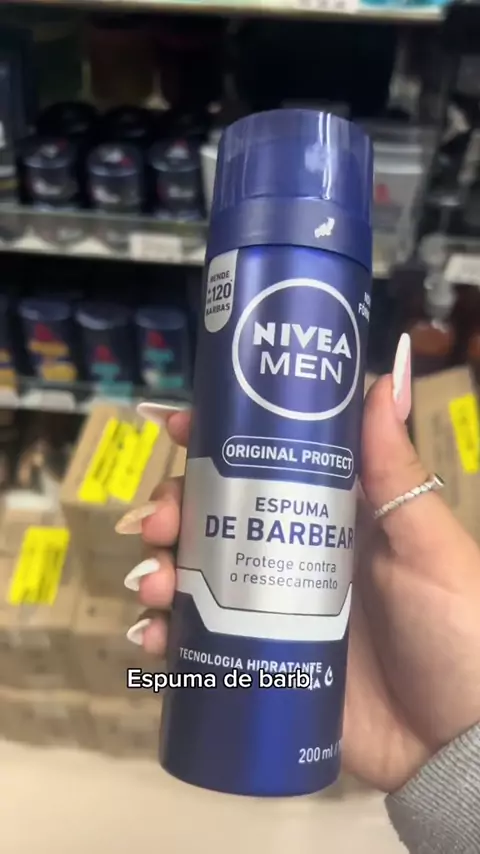 RENDE
+ DE
120
BARBAS
NIVEA
MEN
ORIGINAL PROTECT
ESPUMA
DE BARBEAR
Protege contra
o ressecamento
TECNOLOGIA HIDRATANTE
Espuma de barb
200 ml /